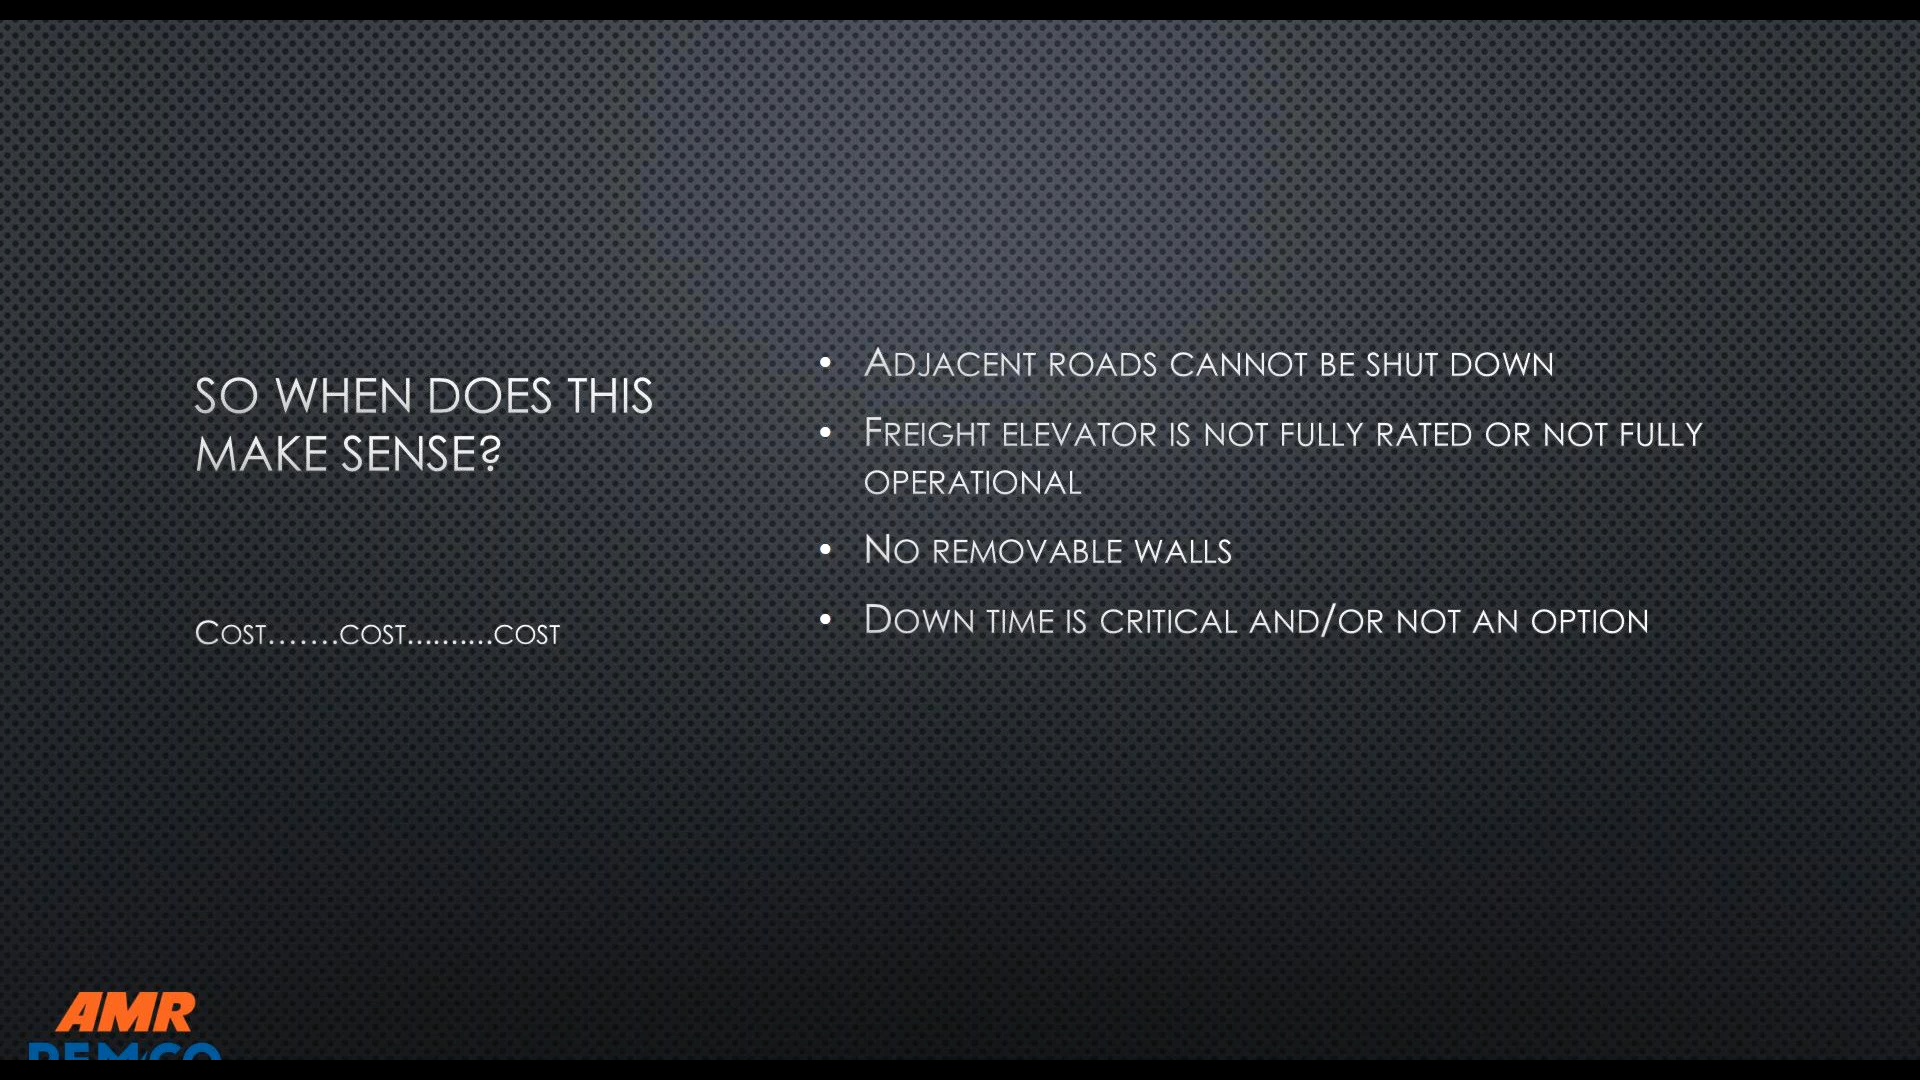 SO WHEN DOES THIS
MAKE SENSE?
COST.......COST..........COST
• ADJACENT ROADS CANNOT BE SHUT DOWN
• FREIGHT ELEVATOR IS NOT FULLY RATED OR NOT FULLY
OPERATIONAL
• NO REMOVABLE WALLS
• DOWN TIME IS CRITICAL AND/OR NOT AN OPTION
AMR
PEMCO